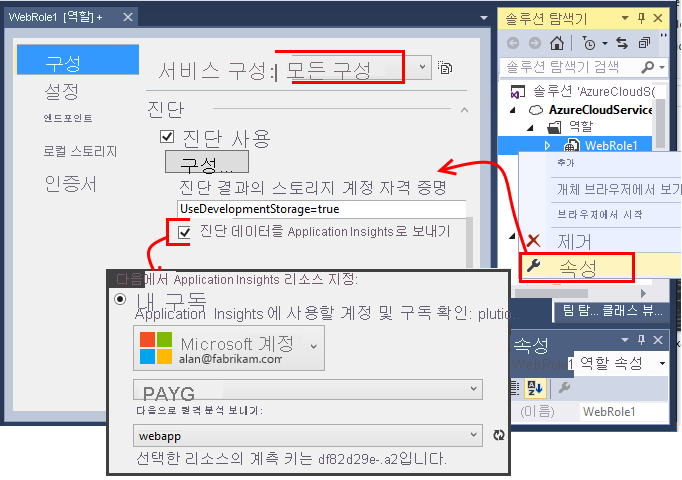 WebRole1 [역할] +
구성
설정
엔드포인트
로컬 스토리지
인증서
서비스 구성: 모든 구성
진단
진단 사용
구성...
진단 결과의 스토리지 계정 자격 증명
UseDevelopmentStorage=true
진단 데이터를 Application Insights로 보내기
다음에서 Application Insights 리소스 지정:
내 구독
Application Insights에 사용할 계정 및 구독 확인:
Microsoft 계정
alan@fabrikam.com
PAYG
다음으로 원격 분석 보내기:
webapp
선택한 리소스의 계측 키는 df82d29e-.a2입니다.
솔루션 탐색기
솔루션 탐색기 검색
솔루션 'AzureCloudS(
AzureCloudService
역할
WebRole1
추가
개체 브라우저에서 보기
브라우저에서 시작
제거
속성
팀 탐... 클래스 뷰...
속성
WebRole1 역할 속성
(이름) WebRole1